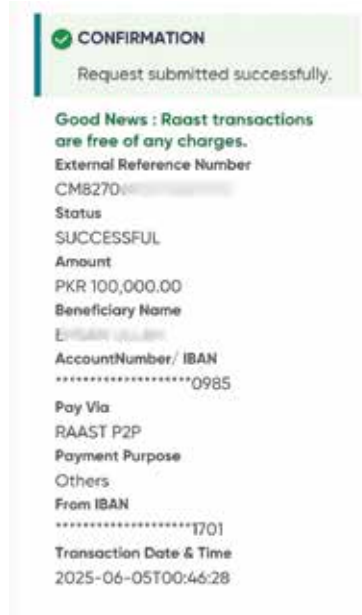 CONFIRMATION
Request submitted successfully.
Good News : Raast transactions
are free of any charges.
External Reference Number
CM8270
Status
SUCCESSFUL
Amount
PKR 100,000.00
Beneficiary Name
AccountNumber/ IBAN
********************0985
Pay Via
RAAST P2P
Payment Purpose
Others
From IBAN
********************1701
Transaction Date & Time
2025-06-05T00:46:28